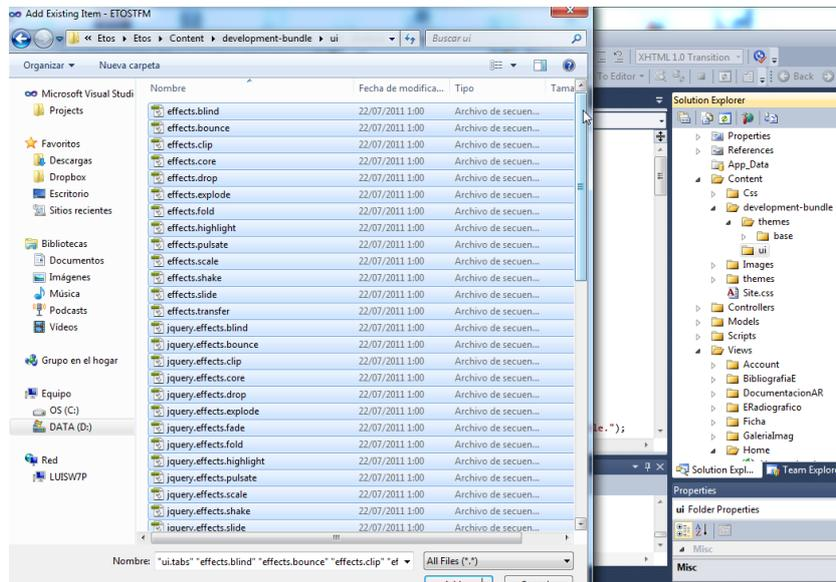 Add Existing Item - ETOSTFM
« Etos ▸ Etos ▸ Content ▸ development-bundle ▸ ui
Buscar ui
Organizar
Nueva carpeta
Nombre
Fecha de modifica...
Tipo
Tama
Microsoft Visual Studi
Projects
Favoritos
Descargas
Dropbox
Escritorio
Sitios recientes
Bibliotecas
Documentos
Imágenes
Música
Podcasts
Vídeos
Grupo en el hogar
Equipo
OS (C:)
DATA (D:)
Red
LUISW7P
effects.blind 22/07/2011 1:00 Archivo de secuen...
effects.bounce 22/07/2011 1:00 Archivo de secuen...
effects.clip 22/07/2011 1:00 Archivo de secuen...
effects.core 22/07/2011 1:00 Archivo de secuen...
effects.drop 22/07/2011 1:00 Archivo de secuen...
effects.explode 22/07/2011 1:00 Archivo de secuen...
effects.fold 22/07/2011 1:00 Archivo de secuen...
effects.highlight 22/07/2011 1:00 Archivo de secuen...
effects.pulsate 22/07/2011 1:00 Archivo de secuen...
effects.scale 22/07/2011 1:00 Archivo de secuen...
effects.shake 22/07/2011 1:00 Archivo de secuen...
effects.slide 22/07/2011 1:00 Archivo de secuen...
effects.transfer 22/07/2011 1:00 Archivo de secuen...
jquery.effects.blind 22/07/2011 1:00 Archivo de secuen...
jquery.effects.bounce 22/07/2011 1:00 Archivo de secuen...
jquery.effects.clip 22/07/2011 1:00 Archivo de secuen...
jquery.effects.core 22/07/2011 1:00 Archivo de secuen...
jquery.effects.drop 22/07/2011 1:00 Archivo de secuen...
jquery.effects.explode 22/07/2011 1:00 Archivo de secuen...
jquery.effects.fade 22/07/2011 1:00 Archivo de secuen...
jquery.effects.fold 22/07/2011 1:00 Archivo de secuen...
jquery.effects.highlight 22/07/2011 1:00 Archivo de secuen...
jquery.effects.pulsate 22/07/2011 1:00 Archivo de secuen...
jquery.effects.scale 22/07/2011 1:00 Archivo de secuen...
jquery.effects.shake 22/07/2011 1:00 Archivo de secuen...
jquery.effects.slide 22/07/2011 1:00 Archivo de secuen...
Nombre: "ui.tabs" "effects.blind" "effects.bounce" "effects.clip" "ef
All Files (*.*)
XHTML 1.0 Transition
To Editor
Back
le.");
Solution Explorer
Properties
References
App_Data
Content
Css
development-bundle
themes
base
ui
Images
themes
Site.css
Controllers
Models
Scripts
Views
Account
BibliografiaE
DocumentacionAR
ERadiografico
Ficha
GaleriaImag
Home
Solution Expl...
Team Explore
Properties
ui Folder Properties
Misc
Misc